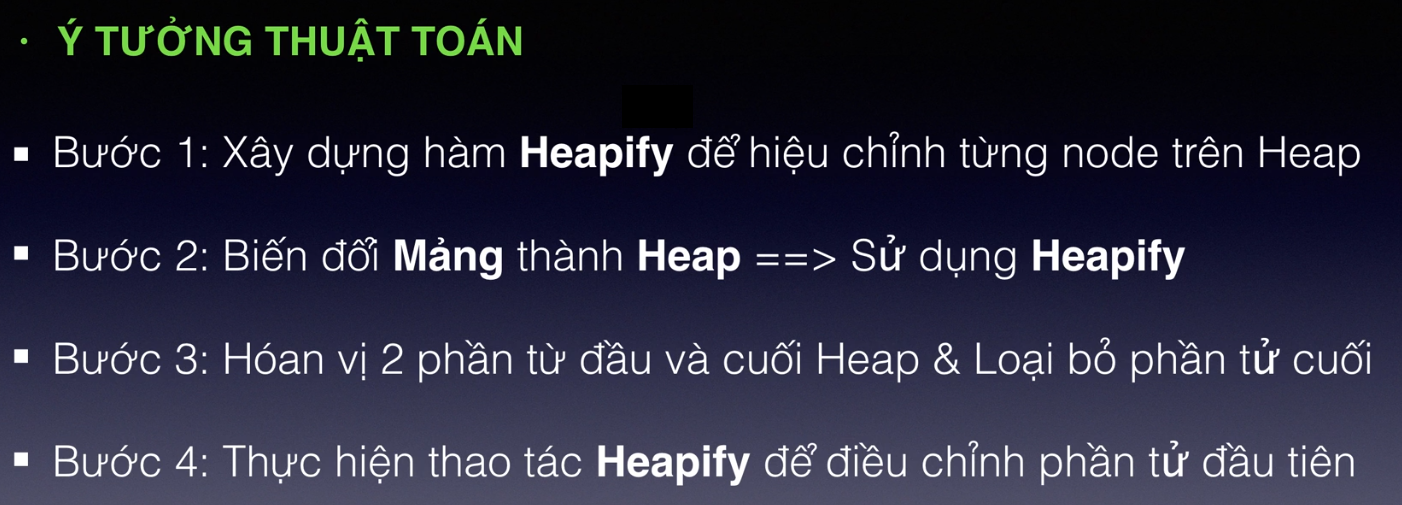 • Ý TƯỞNG THUẬT TOÁN
▪ Bước 1: Xây dựng hàm Heapify để hiệu chỉnh từng node trên Heap
▪ Bước 2: Biến đổi Mảng thành Heap ==> Sử dụng Heapify
▪ Bước 3: Hóan vị 2 phần từ đầu và cuối Heap & Loại bỏ phần tử cuối
▪ Bước 4: Thực hiện thao tác Heapify để điều chỉnh phần tử đầu tiên